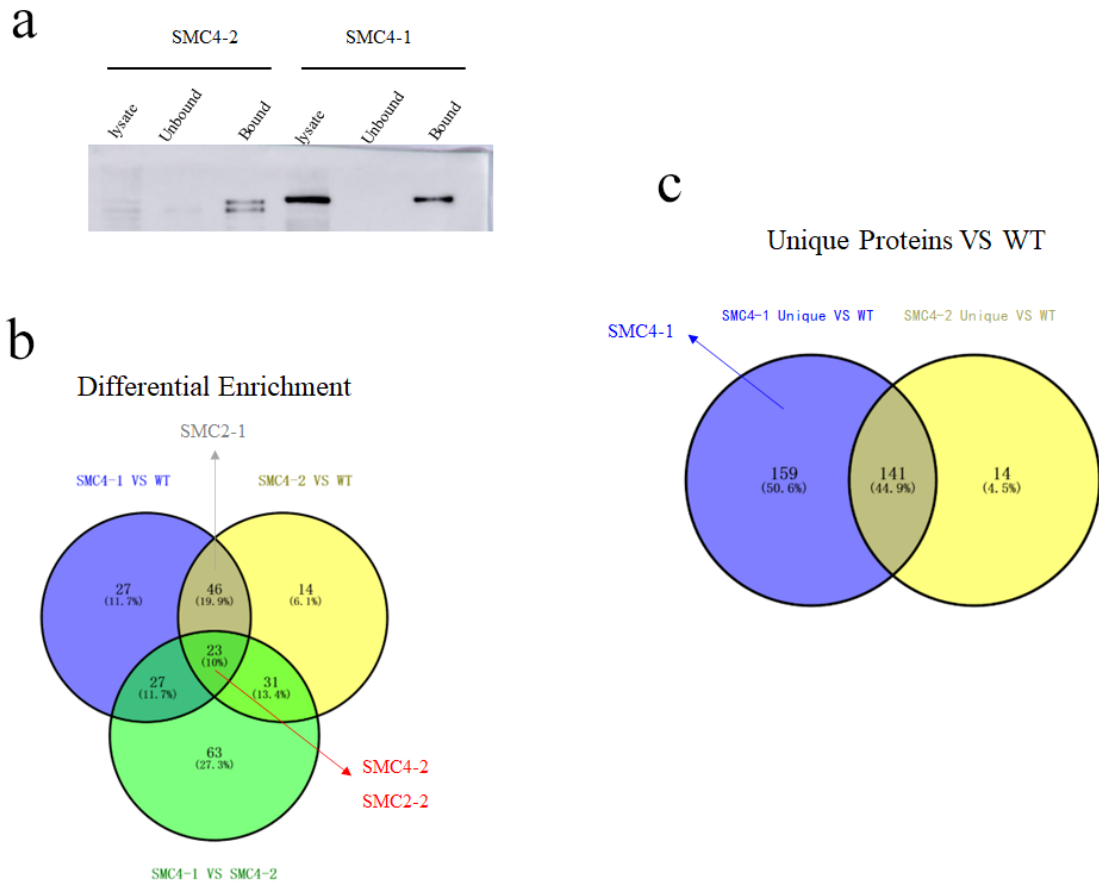 a
SMC4-2 SMC4-1
lysate Unbound Bound lysate Unbound Bound
b
Differential Enrichment
SMC2-1
SMC4-1 VS WT SMC4-2 VS WT
27 46 14
(11.7%) (19.9%) (6.1%)
23
(10%)
27 31
(11.7%) (13.4%)
63
(27.3%)
SMC4-2
SMC2-2
SMC4-1 VS SMC4-2
c
Unique Proteins VS WT
SMC4-1 Unique VS WT SMC4-2 Unique VS WT
SMC4-1
159 141 14
(50.6%) (44.9%) (4.5%)